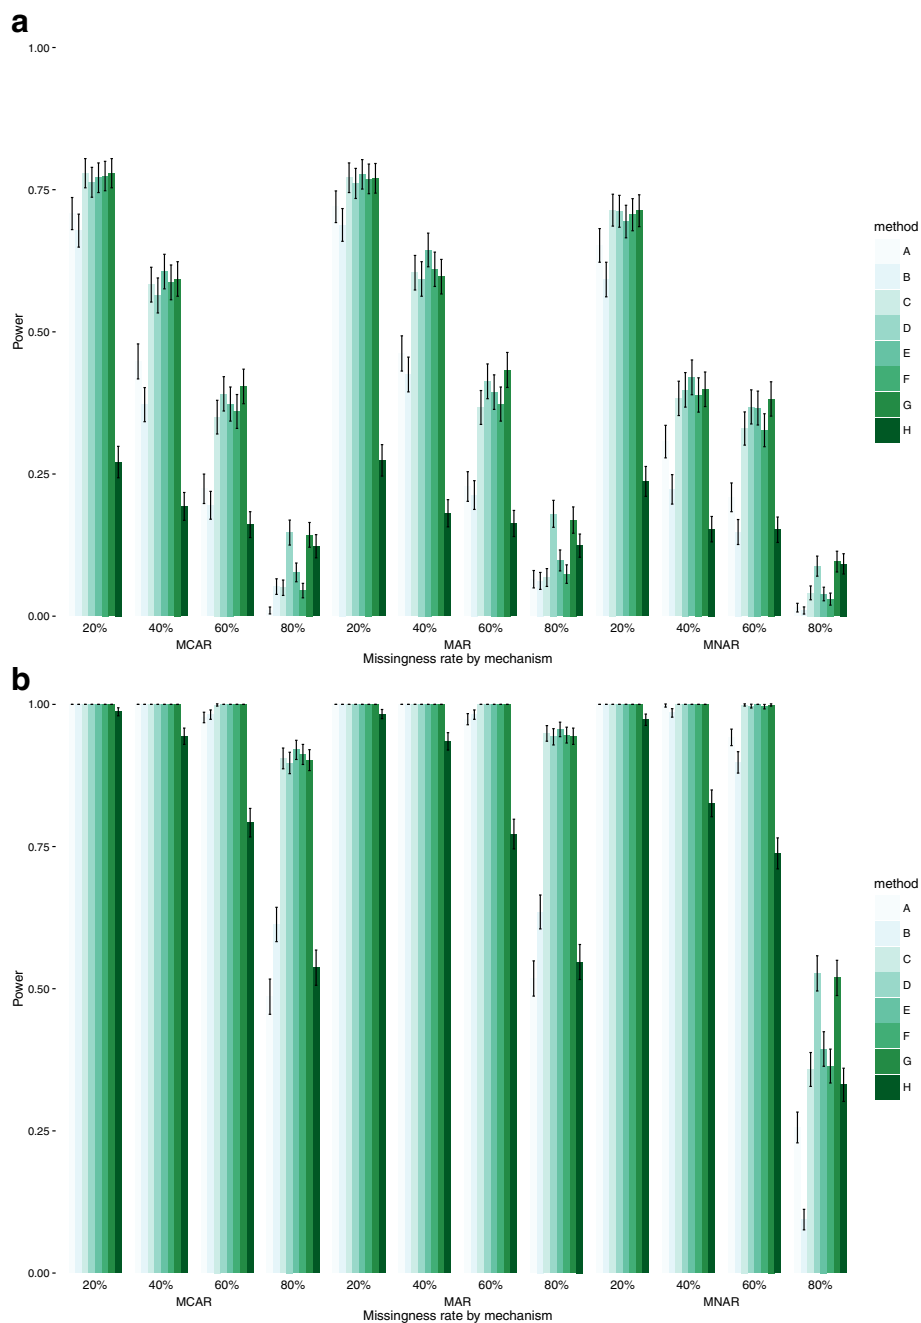 a
1.00
0.75
0.50
0.25
0.00
Power
20% 40% 60% 80% 20% 40% 60% 80% 20% 40% 60% 80%
MCAR MAR MNAR
Missingness rate by mechanism
method
A
B
C
D
E
F
G
H
b
1.00
0.75
0.50
0.25
0.00
Power
20% 40% 60% 80% 20% 40% 60% 80% 20% 40% 60% 80%
MCAR MAR MNAR
Missingness rate by mechanism
method
A
B
C
D
E
F
G
H